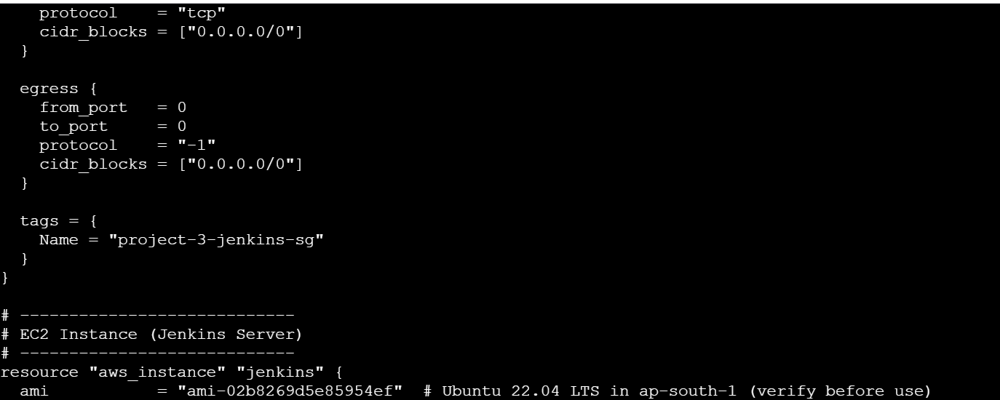 protocol    = "tcp"
    cidr_blocks = ["0.0.0.0/0"]
  }

  egress {
    from_port   = 0
    to_port     = 0
    protocol    = "-1"
    cidr_blocks = ["0.0.0.0/0"]
  }

  tags = {
    Name = "project-3-jenkins-sg"
  }
}

# ----------------------------
# EC2 Instance (Jenkins Server)
# ----------------------------
resource "aws_instance" "jenkins" {
  ami           = "ami-02b8269d5e85954ef"  # Ubuntu 22.04 LTS in ap-south-1 (verify before use)